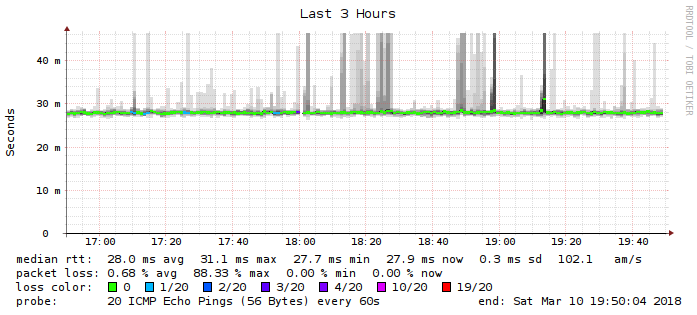 Last 3 Hours
RRDTOOL / TOBI OETIKER
Seconds
40 m
30 m
20 m
10 m
0
17:00 17:20 17:40 18:00 18:20 18:40 19:00 19:20 19:40
median rtt: 28.0 ms avg 31.1 ms max 27.7 ms min 27.9 ms now 0.3 ms sd 102.1 am/s
packet loss: 0.68 % avg 88.33 % max 0.00 % min 0.00 % now
loss color: 0 1/20 2/20 3/20 4/20 10/20 19/20
probe: 20 ICMP Echo Pings (56 Bytes) every 60s end: Sat Mar 10 19:50:04 2018